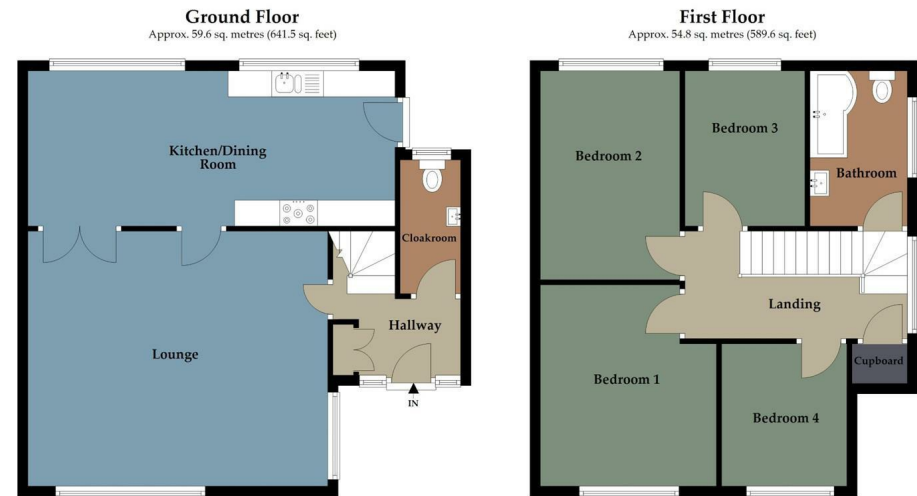 Ground Floor
Approx. 59.6 sq. metres (641.5 sq. feet)
Kitchen/Dining
Room
Cloakroom
Hallway
Lounge
IN
First Floor
Approx. 54.8 sq. metres (589.6 sq. feet)
Bedroom 2
Bedroom 3
Bathroom
Landing
Cupboard
Bedroom 1
Bedroom 4